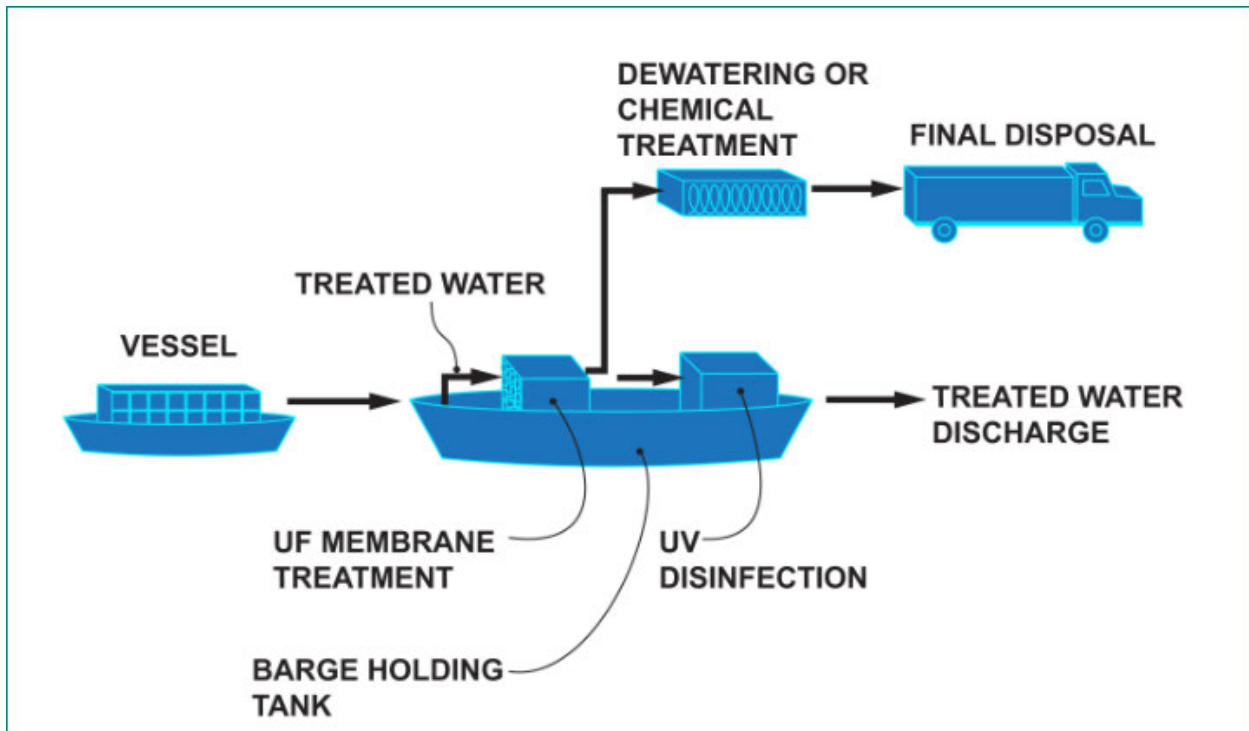 DEWATERING OR
CHEMICAL
TREATMENT
FINAL DISPOSAL
TREATED WATER
VESSEL
TREATED WATER
DISCHARGE
UF MEMBRANE
TREATMENT
UV
DISINFECTION
BARGE HOLDING
TANK